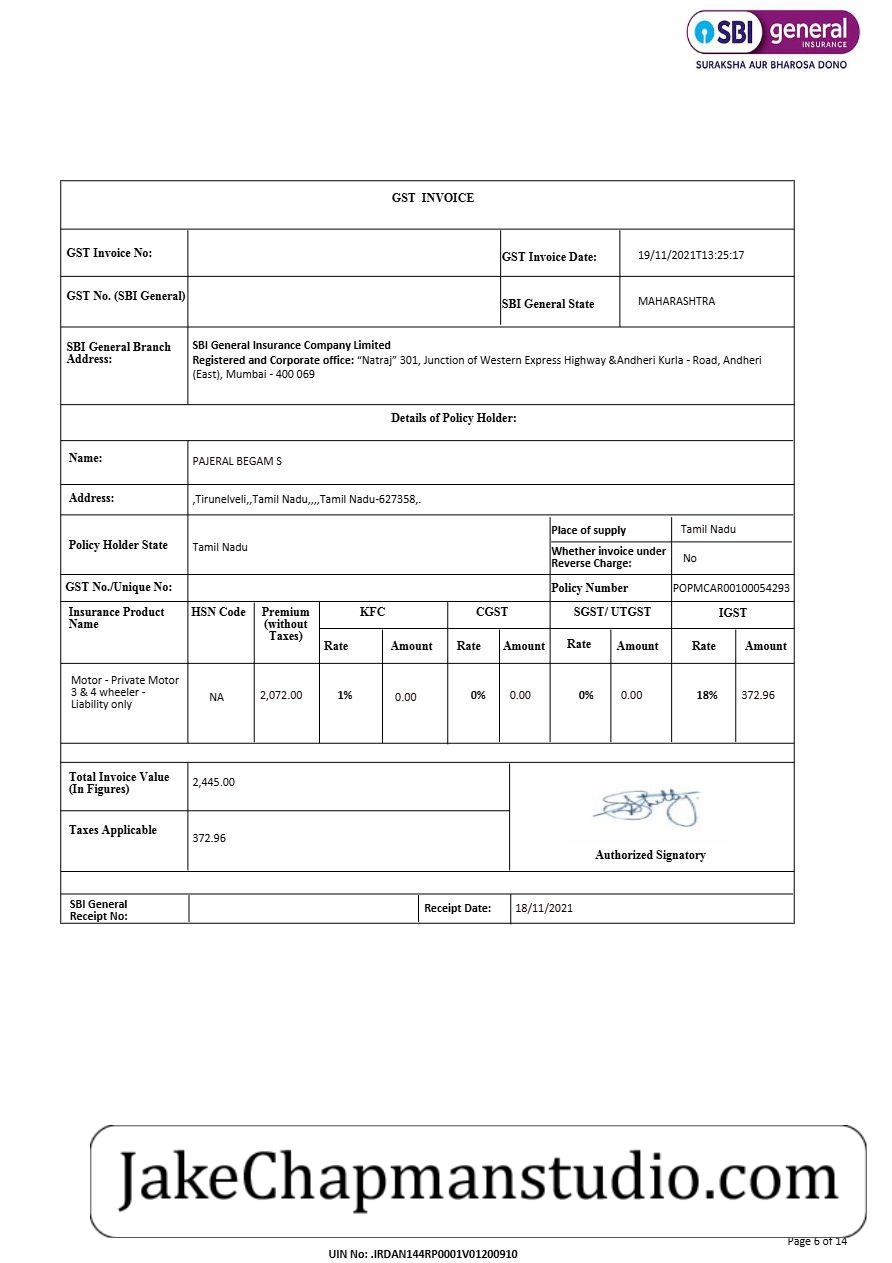 SBI general
INSURANCE
SURAKSHA AUR BHAROSA DONO
GST INVOICE
GST Invoice No:
GST Invoice Date: 19/11/2021T13:25:17
GST No. (SBI General)
SBI General State MAHARASHTRA
SBI General Branch
Address:
SBI General Insurance Company Limited
Registered and Corporate office: “Natraj” 301, Junction of Western Express Highway &Andheri Kurla - Road, Andheri
(East), Mumbai - 400 069
Details of Policy Holder:
Name: PAJERAL BEGAM S
Address: ,Tirunelveli,,Tamil Nadu,,,,Tamil Nadu-627358,.
Policy Holder State Tamil Nadu
Place of supply Tamil Nadu
Whether invoice under
Reverse Charge: No
GST No./Unique No:
Policy Number POPMCAR00100054293
Insurance Product
Name
HSN Code
Premium
(without
Taxes)
KFC CGST SGST/ UTGST IGST
Rate Amount Rate Amount Rate Amount Rate Amount
Motor - Private Motor
3 & 4 wheeler -
Liability only
NA 2,072.00 1% 0.00 0% 0.00 0% 0.00 18% 372.96
Total Invoice Value
(In Figures)
2,445.00
Taxes Applicable
372.96
Authorized Signatory
SBI General
Receipt No:
Receipt Date: 18/11/2021
JakeChapmanstudio.com
Page 6 of 14
UIN No: .IRDAN144RP0001V01200910